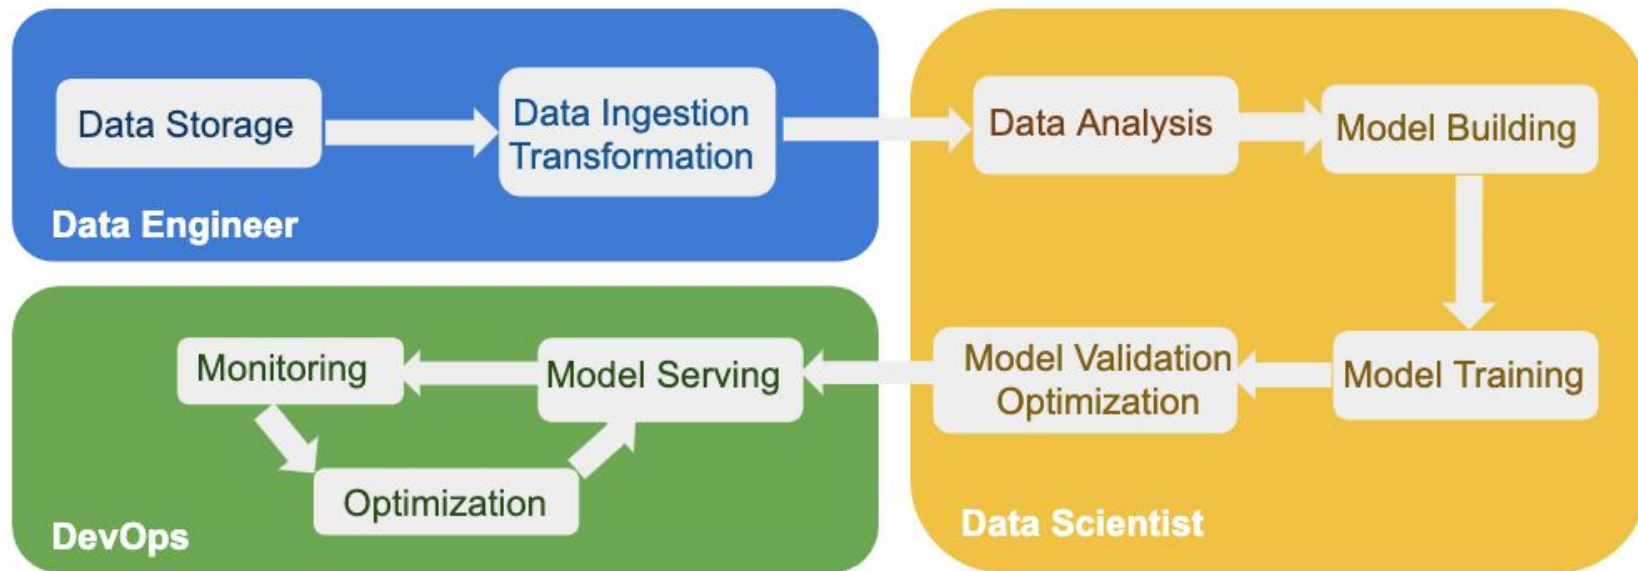 Data Storage
Data Ingestion
Transformation
Data Engineer
Data Analysis
Model Building
Model Training
Model Validation
Optimization
Data Scientist
Model Serving
Monitoring
Optimization
DevOps